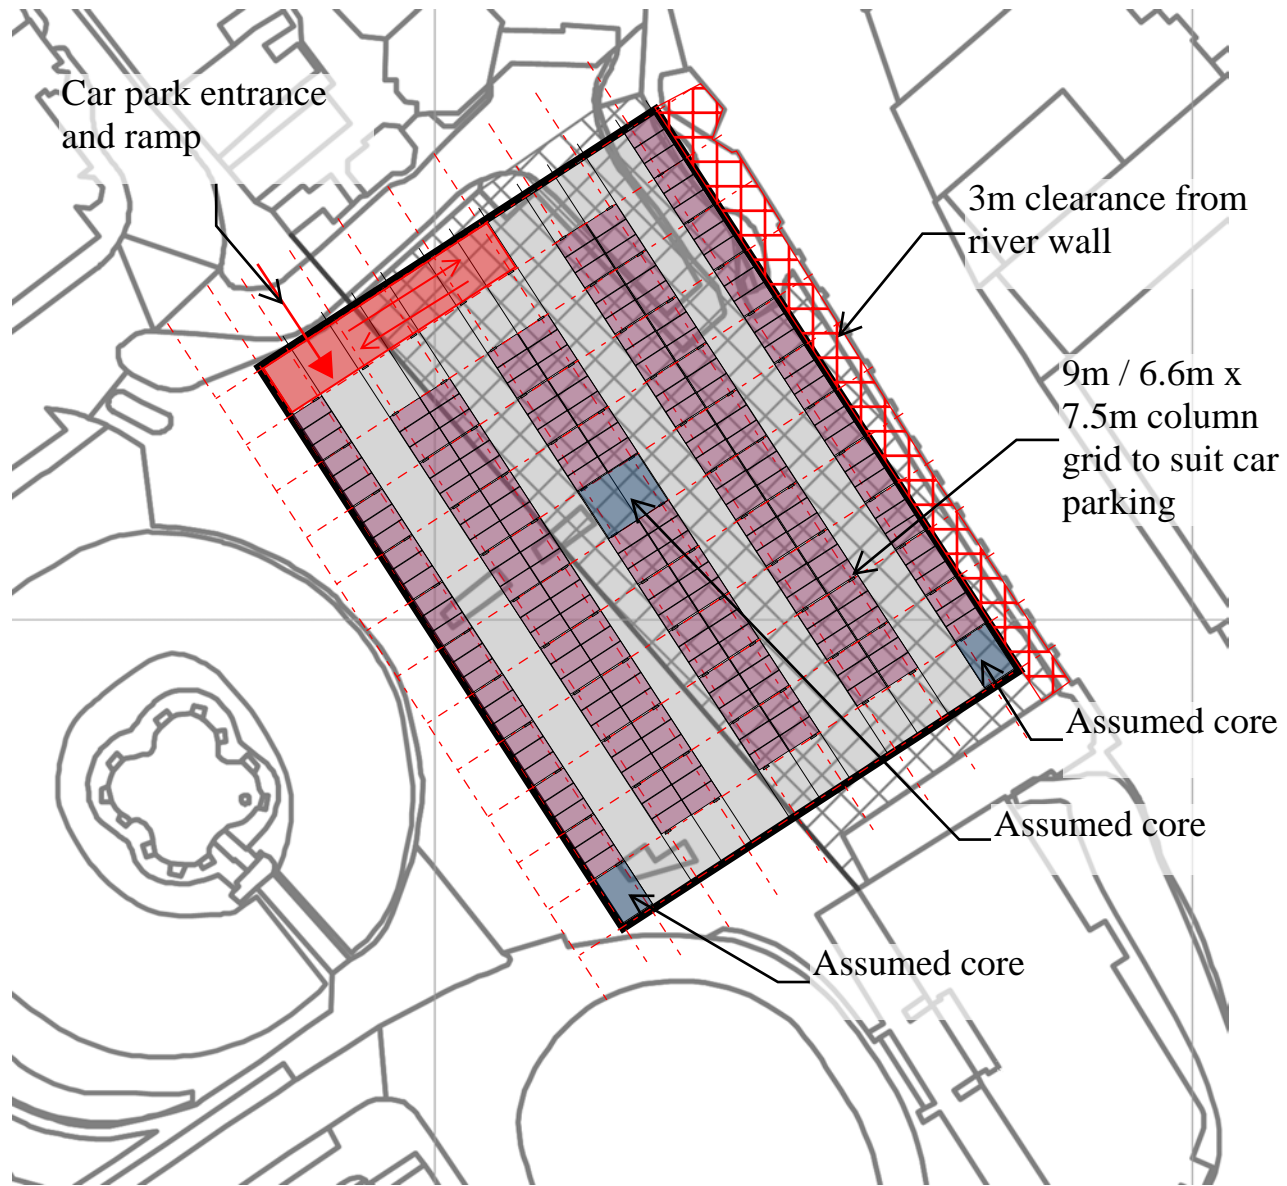 Car park entrance
and ramp
3m clearance from
river wall
9m / 6.6m x
7.5m column
grid to suit car
parking
Assumed core
Assumed core
Assumed core